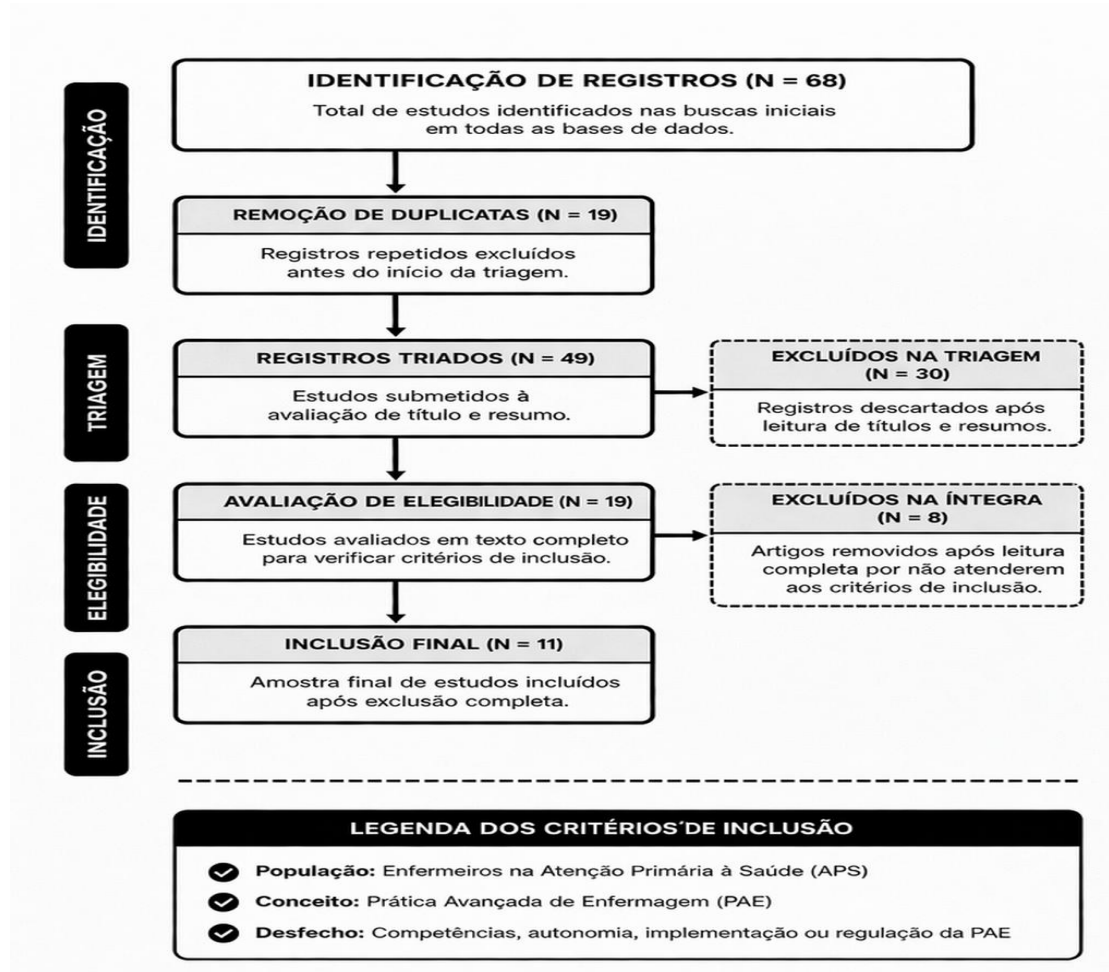 IDENTIFICAÇÃO
IDENTIFICAÇÃO DE REGISTROS (N = 68)
Total de estudos identificados nas buscas iniciais
em todas as bases de dados.
REMOÇÃO DE DUPLICATAS (N = 19)
Registros repetidos excluídos
antes do início da triagem.
TRIAGEM
REGISTROS TRIADOS (N = 49)
Estudos submetidos à
avaliação de título e resumo.
EXCLUÍDOS NA TRIAGEM
(N = 30)
Registros descartados após
leitura de títulos e resumos.
ELEGIBILIDADE
AVALIAÇÃO DE ELEGIBILIDADE (N = 19)
Estudos avaliados em texto completo
para verificar critérios de inclusão.
EXCLUÍDOS NA ÍNTEGRA
(N = 8)
Artigos removidos após leitura
completa por não atenderem
aos critérios de inclusão.
INCLUSÃO
INCLUSÃO FINAL (N = 11)
Amostra final de estudos incluídos
após exclusão completa.
LEGENDA DOS CRITÉRIOS´DE INCLUSÃO
População: Enfermeiros na Atenção Primária à Saúde (APS)
Conceito: Prática Avançada de Enfermagem (PAE)
Desfecho: Competências, autonomia, implementação ou regulação da PAE